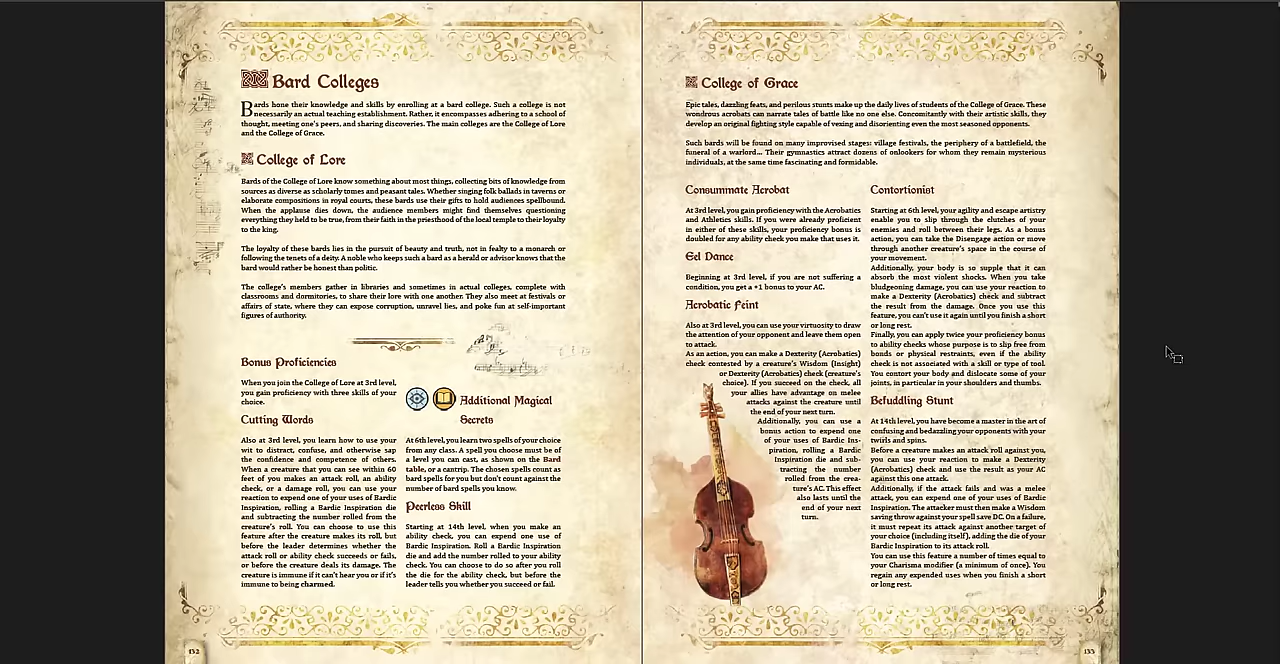 Bard Colleges
Bards hone their knowledge and skills by enrolling at a bard college. Such a college is not
necessarily an actual teaching establishment. Rather, it encompasses adhering to a school of
thought, meeting one's peers, and sharing discoveries. The main colleges are the College of Lore
and the College of Grace.
College of Lore
Bards of the College of Lore know something about most things, collecting bits of knowledge from
sources as diverse as scholarly tomes and peasant tales. Whether singing folk ballads in taverns or
elaborate compositions in royal courts, these bards use their gifts to hold audiences spellbound.
When the applause dies down, the audience members might find themselves questioning
everything they held to be true, from their faith in the priesthood of the local temple to their loyalty
to the king.
The loyalty of these bards lies in the pursuit of beauty and truth, not in fealty to a monarch or
following the tenets of a deity. A noble who keeps such a bard as a herald or advisor knows that the
bard would rather be honest than politic.
The college's members gather in libraries and sometimes in actual colleges, complete with
classrooms and dormitories, to share their lore with one another. They also meet at festivals or
affairs of state, where they can expose corruption, unravel lies, and poke fun at self-important
figures of authority.
Bonus Proficiencies
When you join the College of Lore at 3rd level,
you gain proficiency with three skills of your
choice.
Cutting Words
Also at 3rd level, you learn how to use your
wit to distract, confuse, and otherwise sap
the confidence and competence of others.
When a creature that you can see within 60
feet of you makes an attack roll, an ability
check, or a damage roll, you can use your
reaction to expend one of your uses of Bardic
Inspiration, rolling a Bardic Inspiration die
and subtracting the number rolled from the
creature's roll. You can choose to use this
feature after the creature makes its roll, but
before the leader determines whether the
attack roll or ability check succeeds or fails,
or before the creature deals its damage. The
creature is immune if it can't hear you or if it's
immune to being charmed.
Additional Magical
Secrets
At 6th level, you learn two spells of your choice
from any class. A spell you choose must be of
a level you can cast, as shown on the Bard
table, or a cantrip. The chosen spells count as
bard spells for you but don't count against the
number of bard spells you know.
Peerless Skill
Starting at 14th level, when you make an
ability check, you can expend one use of
Bardic Inspiration. Roll a Bardic Inspiration
die and add the number rolled to your ability
check. You can choose to do so after you roll
the die for the ability check, but before the
leader tells you whether you succeed or fail.
132
College of Grace
Epic tales, dazzling feats, and perilous stunts make up the daily lives of students of the College of Grace. These
wondrous acrobats can narrate tales of battle like no one else. Concomitantly with their artistic skills, they
develop an original fighting style capable of vexing and disorienting even the most seasoned opponents.
Such bards will be found on many improvised stages: village festivals, the periphery of a battlefield, the
funeral of a warlord... Their gymnastics attract dozens of onlookers for whom they remain mysterious
individuals, at the same time fascinating and formidable.
Consummate Acrobat
At 3rd level, you gain proficiency with the Acrobatics
and Athletics skills. If you were already proficient
in either of these skills, your proficiency bonus is
doubled for any ability check you make that uses it.
Eel Dance
Beginning at 3rd level, if you are not suffering a
condition, you get a +1 bonus to your AC.
Acrobatic Feint
Also at 3rd level, you can use your virtuosity to draw
the attention of your opponent and leave them open
to attack.
As an action, you can make a Dexterity (Acrobatics)
check contested by a creature's Wisdom (Insight)
or Dexterity (Acrobatics) check (creature's
choice). If you succeed on the check, all
your allies have advantage on melee
attacks against the creature until
the end of your next turn.
Additionally, you can use a
bonus action to expend one
of your uses of Bardic Ins-
piration, rolling a Bardic
Inspiration die and sub-
tracting the number
rolled from the crea-
ture's AC. This effect
also lasts until the
end of your next
turn.
Contortionist
Starting at 6th level, your agility and escape artistry
enable you to slip through the clutches of your
enemies and roll between their legs. As a bonus
action, you can take the Disengage action or move
through another creature's space in the course of
your movement.
Additionally, your body is so supple that it can
absorb the most violent shocks. When you take
bludgeoning damage, you can use your reaction to
make a Dexterity (Acrobatics) check and subtract
the result from the damage. Once you use this
feature, you can't use it again until you finish a short
or long rest.
Finally, you can apply twice your proficiency bonus
to ability checks whose purpose is to slip free from
bonds or physical restraints, even if the ability
check is not associated with a skill or type of tool.
You contort your body and dislocate some of your
joints, in particular in your shoulders and thumbs.
Befuddling Stunt
At 14th level, you have become a master in the art of
confusing and bedazzling your opponents with your
twirls and spins.
Before a creature makes an attack roll against you,
you can use your reaction to make a Dexterity
(Acrobatics) check and use the result as your AC
against this one attack.
Additionally, if the attack fails and was a melee
attack, you can expend one of your uses of Bardic
Inspiration. The attacker must then make a Wisdom
saving throw against your spell save DC. On a failure,
it must repeat its attack against another target of
your choice (including itself), adding the die of your
Bardic Inspiration to its attack roll.
You can use this feature a number of times equal to
your Charisma modifier (a minimum of once). You
regain any expended uses when you finish a short
or long rest.
133